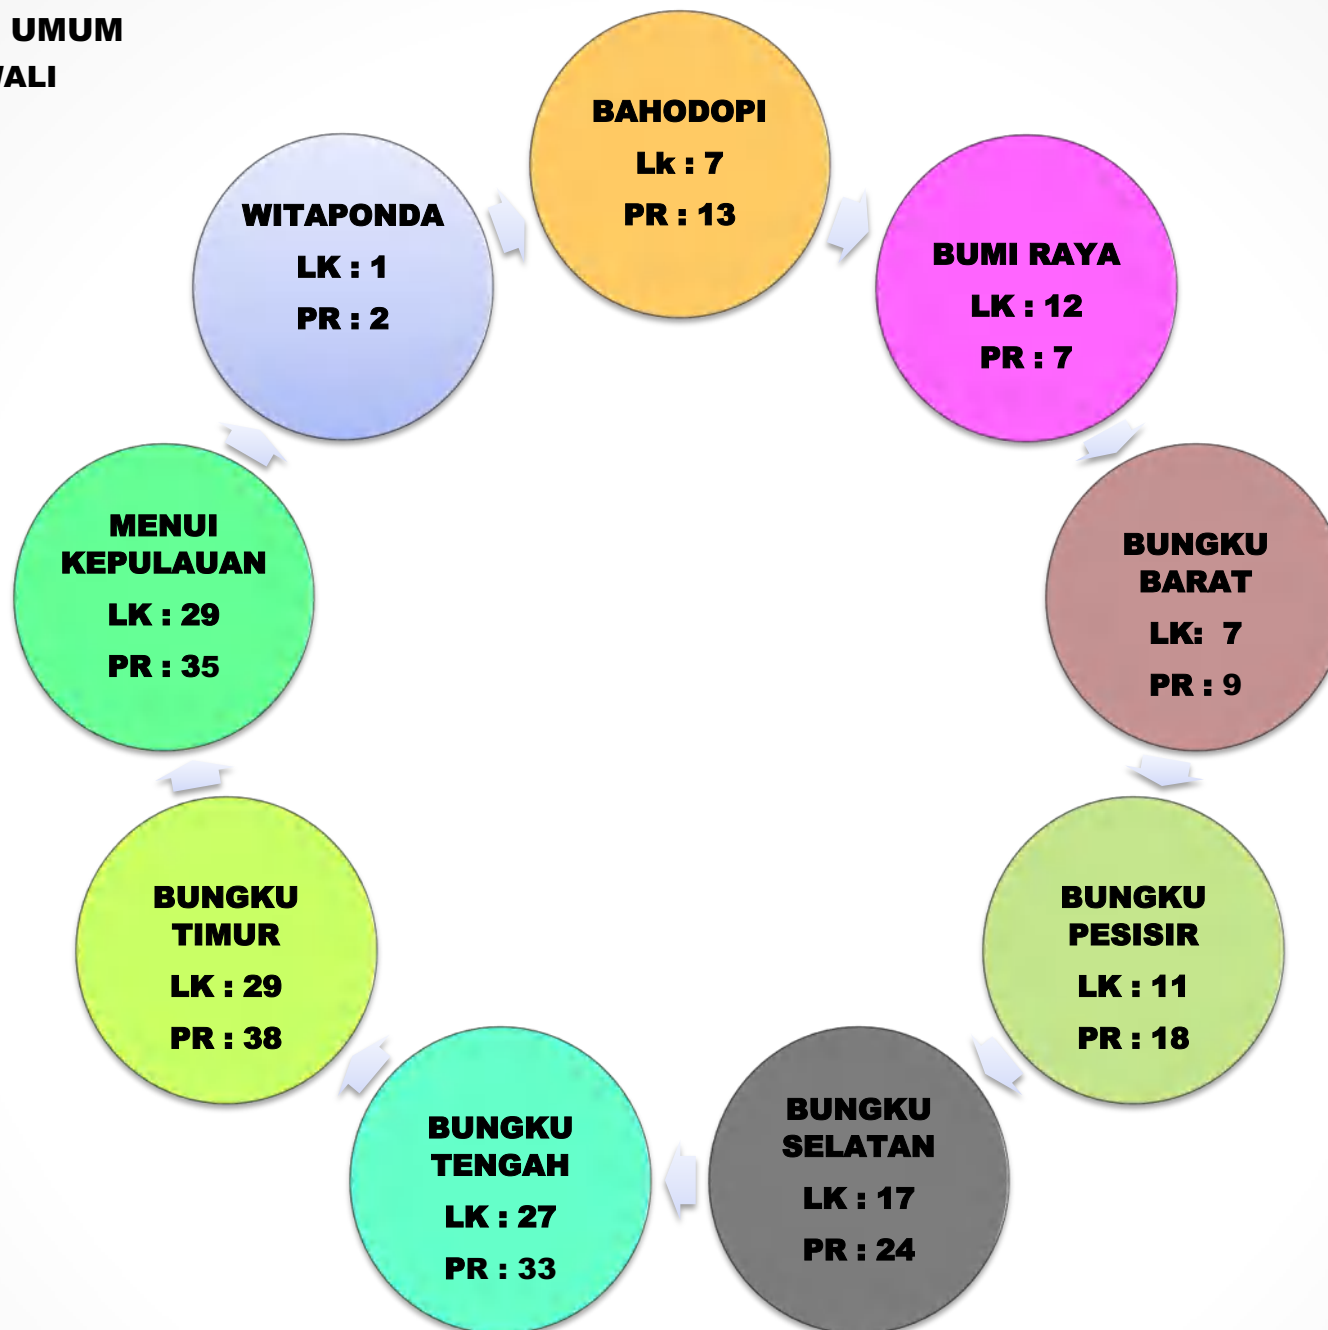 UMUM
BAHODOPI
Lk : 7
PR : 13
BUMI RAYA
LK : 12
PR : 7
BUNGKU
BARAT
LK:  7
PR : 9
BUNGKU
PESISIR
LK : 11
PR : 18
BUNGKU
SELATAN
LK : 17
PR : 24
BUNGKU
TENGAH
LK : 27
PR : 33
BUNGKU
TIMUR
LK : 29
PR : 38
MENUI
KEPULAUAN
LK : 29
PR : 35
WITAPONDA
LK : 1
PR : 2